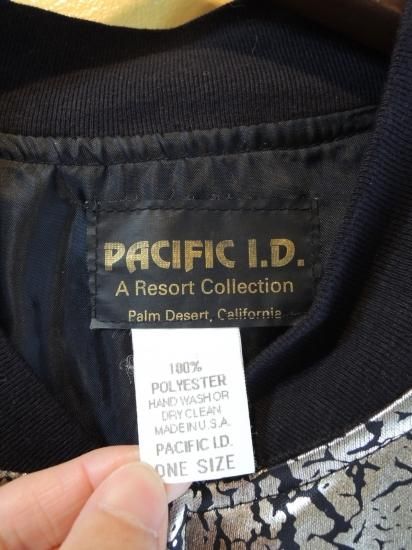 PACIFIC I.D.
A Resort Collection
Palm Desert, California
100%
POLYESTER
HAND WASH OR
DRY CLEAN
MADE IN U.S.A.
PACIFIC I.D.
ONE SIZE